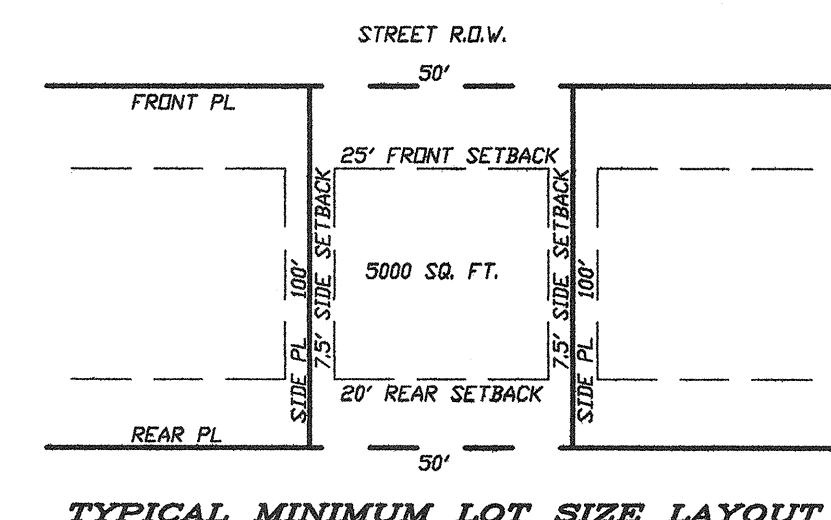 STREET R.O.W.
50'
FRONT PL
25' FRONT SETBACK
SIDE PL 100'
7.5' SIDE SETBACK
5000 SQ. FT.
7.5' SIDE SETBACK
SIDE PL 100'
20' REAR SETBACK
REAR PL
50'
TYPICAL MINIMUM LOT SIZE LAYOUT